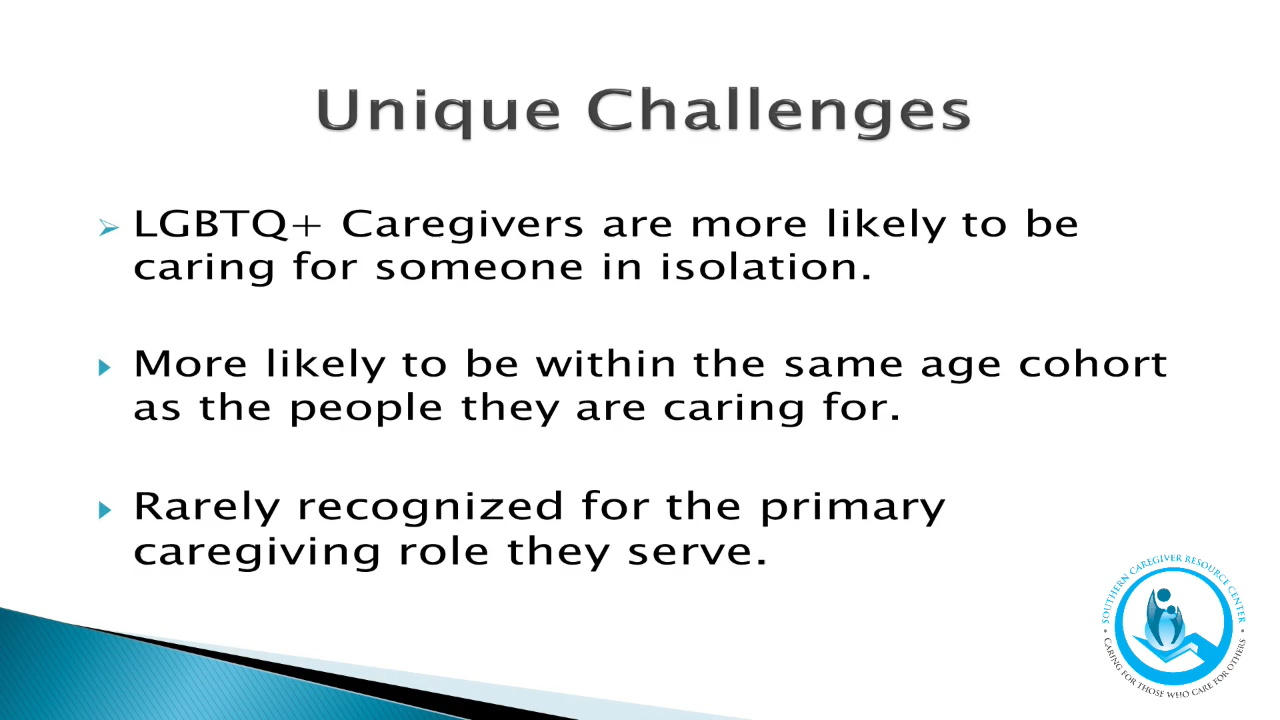 Unique Challenges
LGBTQ+ Caregivers are more likely to be
caring for someone in isolation.
More likely to be within the same age cohort
as the people they are caring for.
Rarely recognized for the primary
caregiving role they serve.
SOUTHERN CAREGIVER RESOURCE CENTER
• CARING FOR THOSE WHO CARE FOR OTHERS •